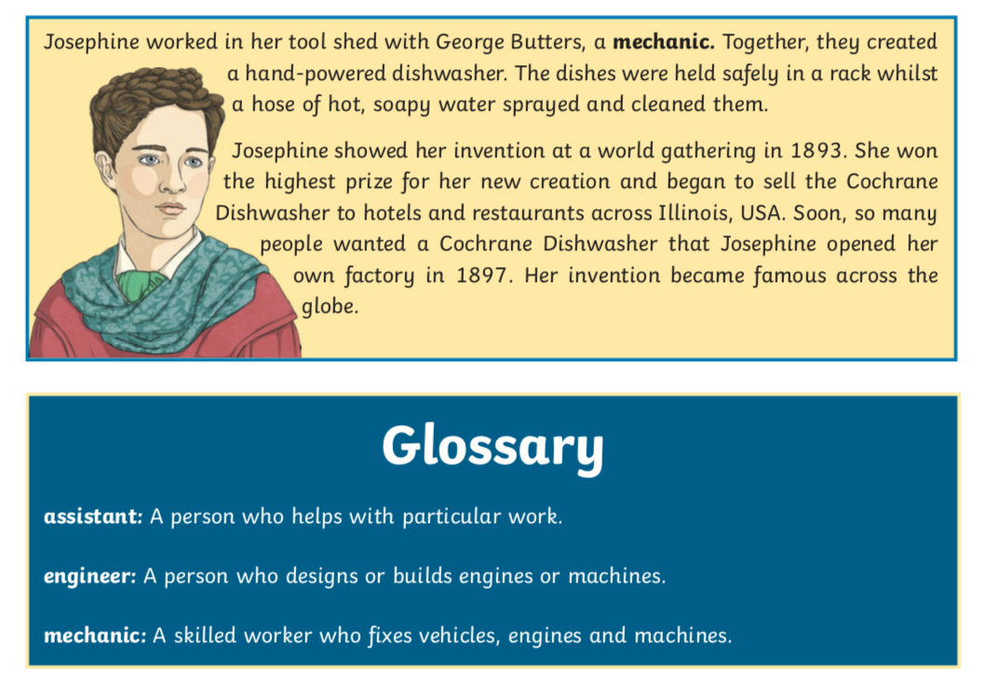 Josephine worked in her tool shed with George Butters, a mechanic. Together, they created
a hand-powered dishwasher. The dishes were held safely in a rack whilst
a hose of hot, soapy water sprayed and cleaned them.
Josephine showed her invention at a world gathering in 1893. She won
the highest prize for her new creation and began to sell the Cochrane
Dishwasher to hotels and restaurants across Illinois, USA. Soon, so many
people wanted a Cochrane Dishwasher that Josephine opened her
own factory in 1897. Her invention became famous across the
globe.
Glossary
assistant: A person who helps with particular work.
engineer: A person who designs or builds engines or machines.
mechanic: A skilled worker who fixes vehicles, engines and machines.